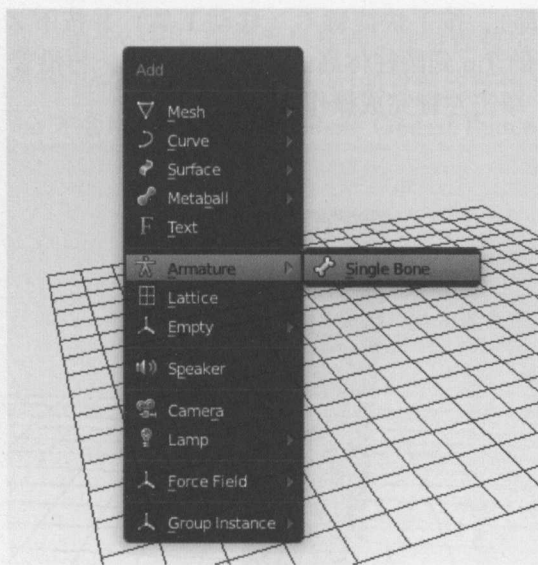 Add
Mesh
Curve
Surface
Metaball
Text
Armature
Single Bone
Lattice
Empty
Speaker
Camera
Lamp
Force Field
Group Instance